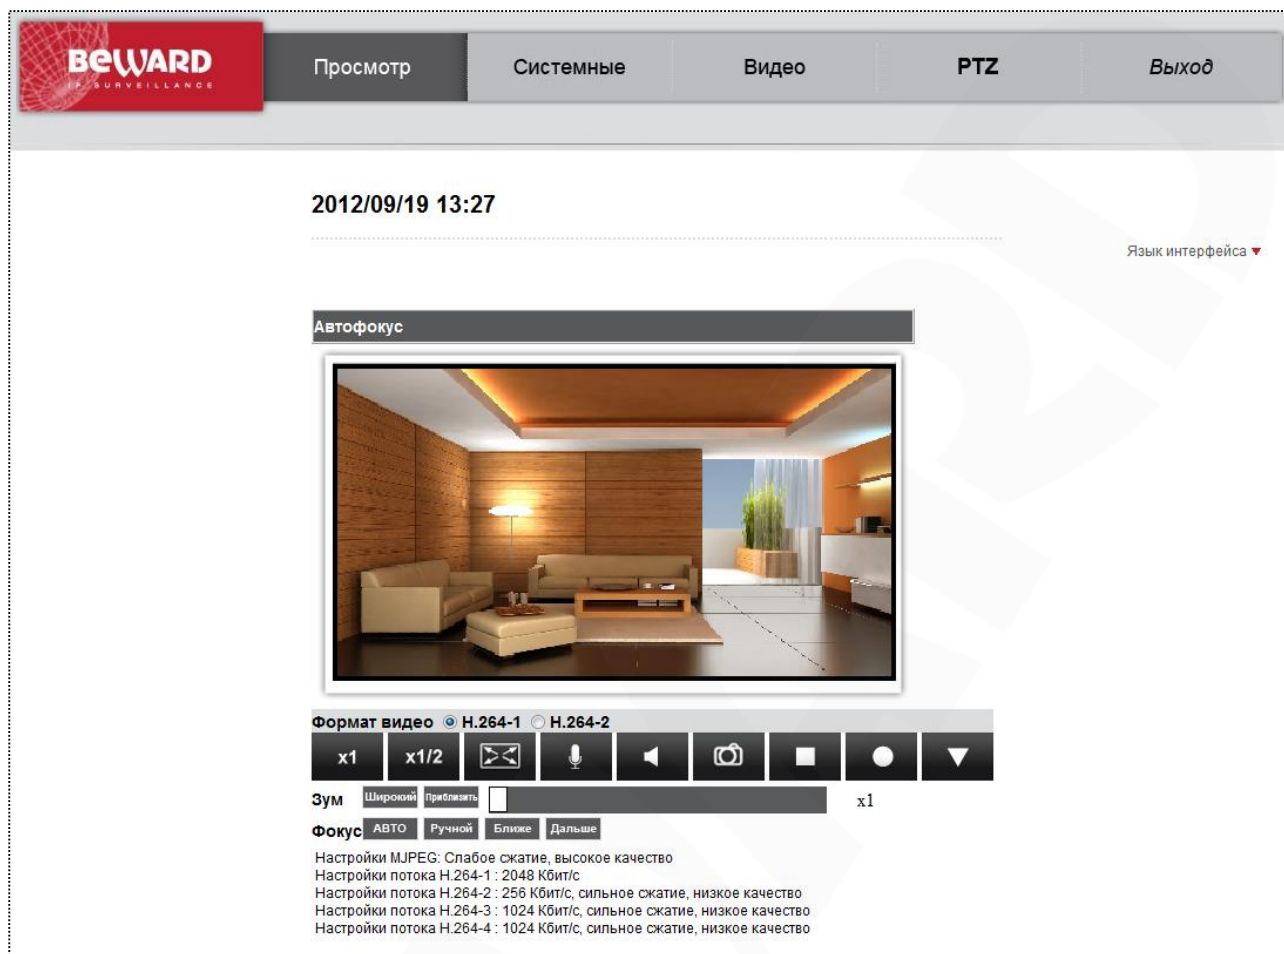 BEWARD
IP SURVEILLANCE
Просмотр Системные Видео PTZ Выход
2012/09/19 13:27
Язык интерфейса
Автофокус
Формат видео H.264-1 H.264-2
x1 x1/2
Зум Широкий Приблизить x1
Фокус АВТО Ручной Ближе Дальше
Настройки MJPEG: Слабое сжатие, высокое качество
Настройки потока H.264-1 : 2048 Кбит/с
Настройки потока H.264-2 : 256 Кбит/с, сильное сжатие, низкое качество
Настройки потока H.264-3 : 1024 Кбит/с, сильное сжатие, низкое качество
Настройки потока H.264-4 : 1024 Кбит/с, сильное сжатие, низкое качество